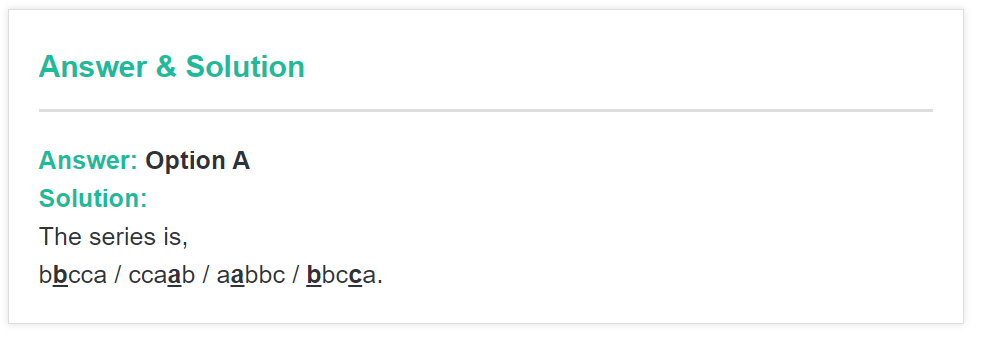 Answer & Solution
Answer: Option A
Solution:
The series is,
bbcca / ccaab / aabbc / bbcca.